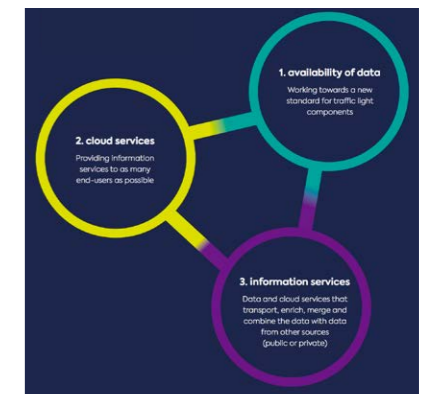 1. availability of data
Working towards a new
standard for traffic light
components
2. cloud services
Providing information
services to as many
end-users as possible
3. information services
Data and cloud services that
transport, enrich, merge and
combine the data with data
from other sources
(public or private)